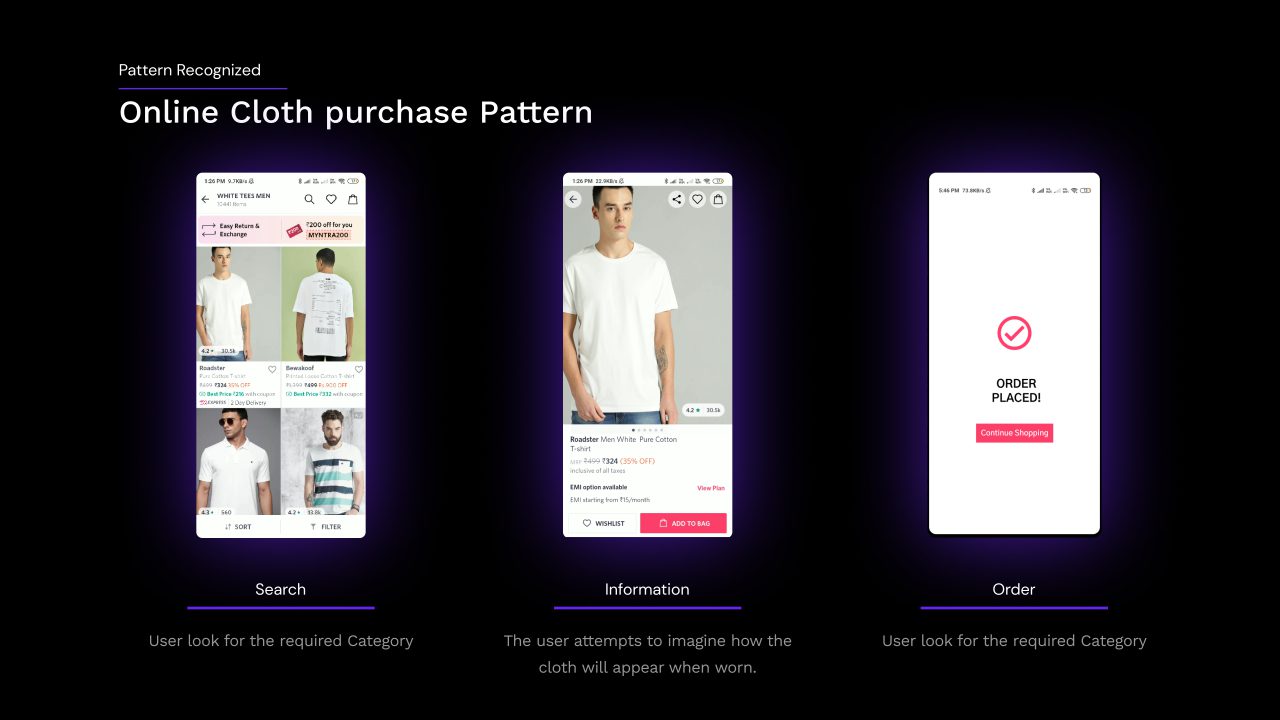 Pattern Recognized
Online Cloth purchase Pattern
1:26 PM 9.7KB/s
WHITE TEES MEN
10441 Items
Easy Return &
Exchange
₹200 off for you
MYNTRA200
4.2 30.5k
Roadster
Pure Cotton T-shirt
₹499 ₹324 35% OFF
Best Price ₹216 with coupon
EXPRESS 2 Day Delivery
Bewakoof
Printed Loose Cotton T-shirt
₹1,399 ₹499 Rs.900 OFF
Best Price ₹332 with coupon
4.3 560
4.2 13.8k
SORT
FILTER
1:26 PM 22.9KB/s
4.2 ★ 30.5k
Roadster Men White Pure Cotton
T-shirt
MRP ₹499 ₹324 (35% OFF)
inclusive of all taxes
EMI option available
View Plan
EMI starting from ₹15/month
WISHLIST
ADD TO BAG
5:46 PM 73.8KB/s
ORDER
PLACED!
Continue Shopping
Search
User look for the required Category
Information
The user attempts to imagine how the
cloth will appear when worn.
Order
User look for the required Category